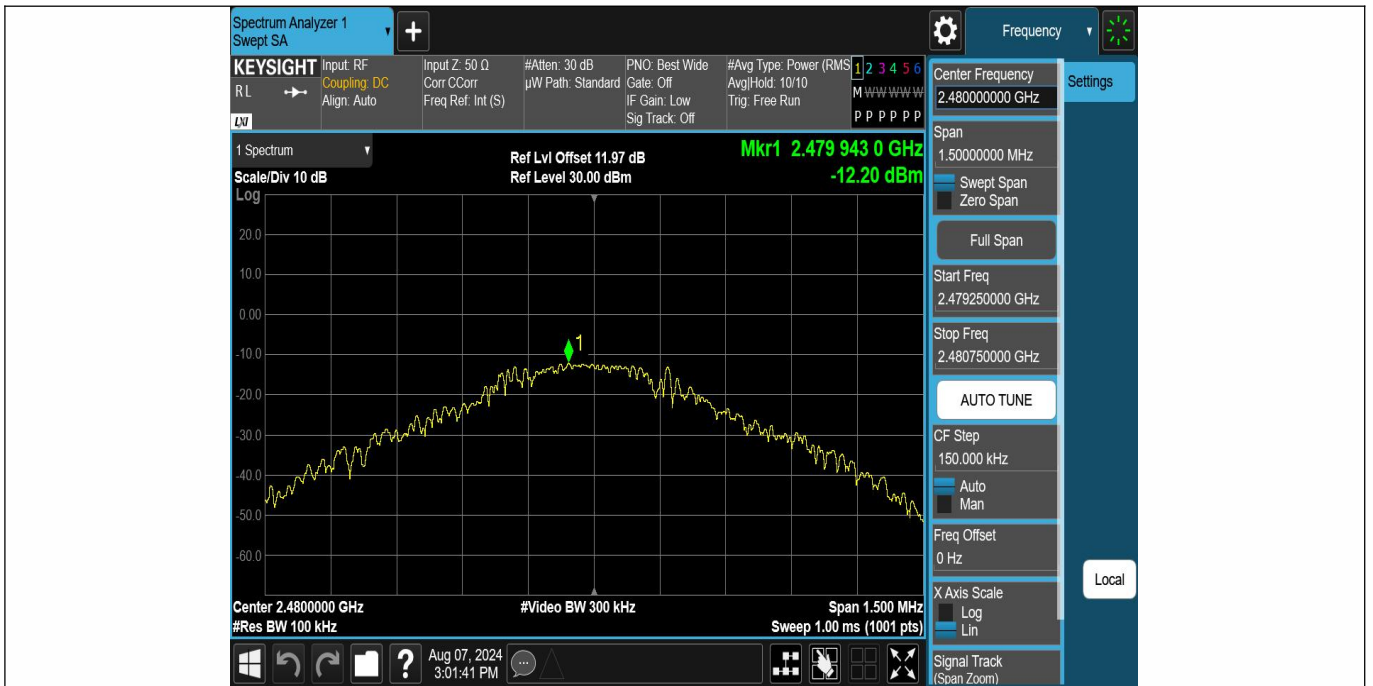 Spectrum Analyzer 1
Swept SA
Frequency
KEYSIGHT
RL
LXI
Input: RF
Coupling: DC
Align: Auto
Input Z: 50 Ω
Corr CCorr
Freq Ref: Int (S)
#Atten: 30 dB
µW Path: Standard
PNO: Best Wide
Gate: Off
IF Gain: Low
Sig Track: Off
#Avg Type: Power (RMS
Avg|Hold: 10/10
Trig: Free Run
1 2 3 4 5 6
M W W W W W
P P P P P P
1 Spectrum
Scale/Div 10 dB
Log
Ref Lvl Offset 11.97 dB
Ref Level 30.00 dBm
Mkr1 2.479 943 0 GHz
-12.20 dBm
20.0
10.0
0.00
-10.0
-20.0
-30.0
-40.0
-50.0
-60.0
1
Center 2.4800000 GHz
#Res BW 100 kHz
#Video BW 300 kHz
Span 1.500 MHz
Sweep 1.00 ms (1001 pts)
Aug 07, 2024
3:01:41 PM
Center Frequency
2.480000000 GHz
Settings
Span
1.50000000 MHz
Swept Span
Zero Span
Full Span
Start Freq
2.479250000 GHz
Stop Freq
2.480750000 GHz
AUTO TUNE
CF Step
150.000 kHz
Auto
Man
Freq Offset
0 Hz
Local
X Axis Scale
Log
Lin
Signal Track
(Span Zoom)